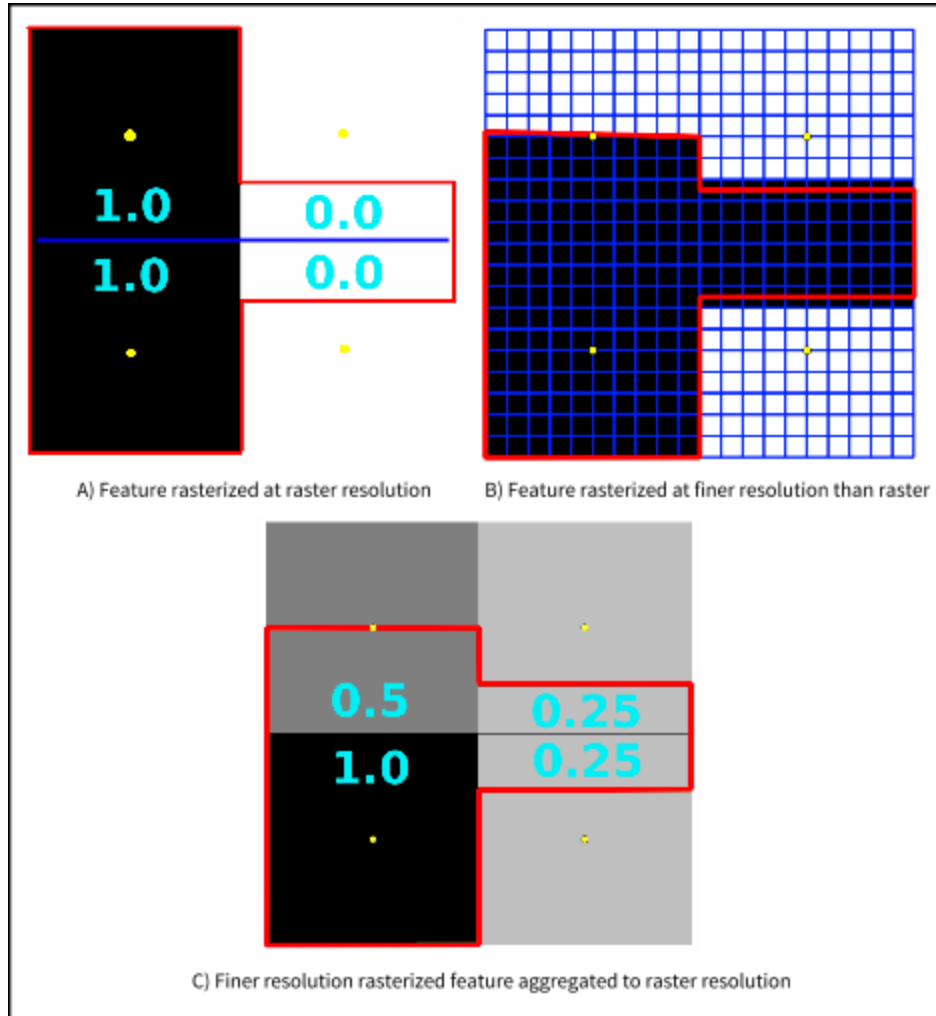 1.0 0.0
1.0 0.0
A) Feature rasterized at raster resolution
B) Feature rasterized at finer resolution than raster
0.5 0.25
1.0 0.25
C) Finer resolution rasterized feature aggregated to raster resolution